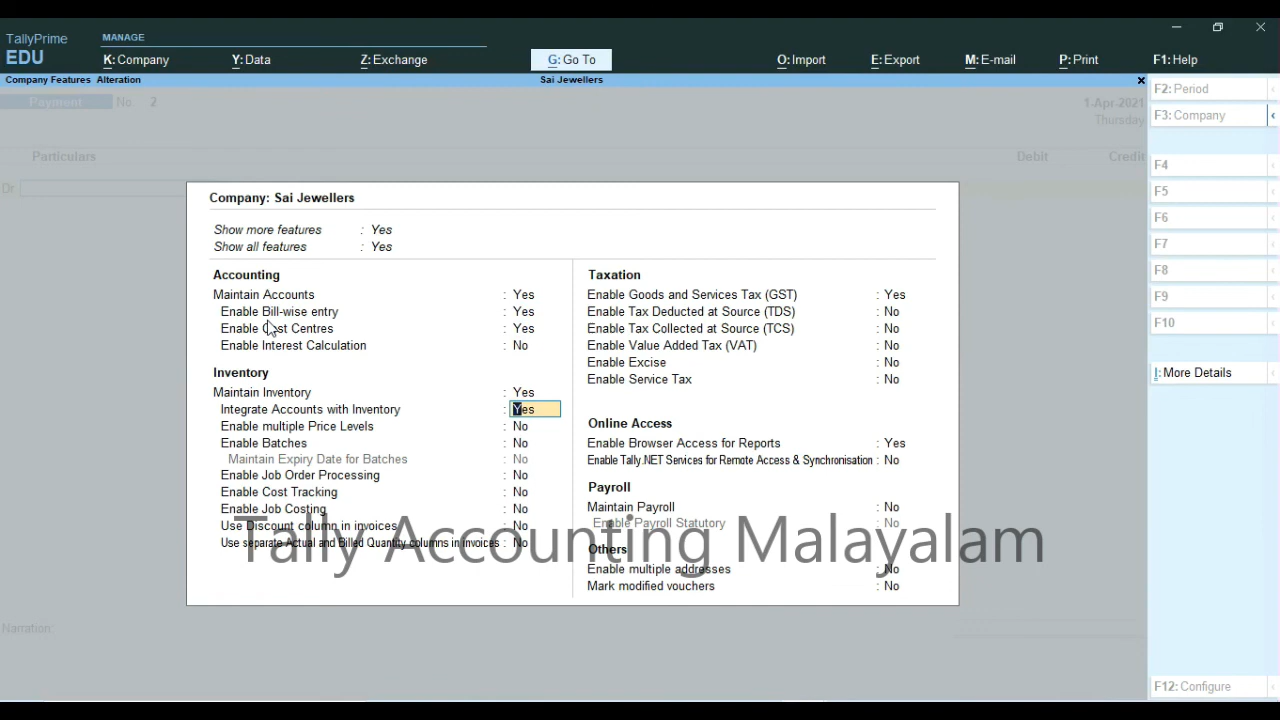 TallyPrime
EDU
MANAGE
K: Company
Y: Data
Z: Exchange
G: Go To
O: Import
E: Export
M: E-mail
P: Print
F1: Help
Company Features Alteration
Sai Jewellers
Payment No. 2
1-Apr-2021
Thursday
Particulars
Debit
Credit
Dr
Company: Sai Jewellers
Show more features : Yes
Show all features : Yes
Accounting
Maintain Accounts : Yes
Enable Bill-wise entry : Yes
Enable Cost Centres : Yes
Enable Interest Calculation : No
Inventory
Maintain Inventory : Yes
Integrate Accounts with Inventory : Yes
Enable multiple Price Levels : No
Enable Batches : No
Maintain Expiry Date for Batches : No
Enable Job Order Processing : No
Enable Cost Tracking : No
Enable Job Costing : No
Use Discount column in invoices : No
Use separate Actual and Billed Quantity columns in invoices : No
Taxation
Enable Goods and Services Tax (GST) : Yes
Enable Tax Deducted at Source (TDS) : No
Enable Tax Collected at Source (TCS) : No
Enable Value Added Tax (VAT) : No
Enable Excise : No
Enable Service Tax : No
Online Access
Enable Browser Access for Reports : Yes
Enable Tally.NET Services for Remote Access & Synchronisation : No
Payroll
Maintain Payroll : No
Enable Payroll Statutory : No
Others
Enable multiple addresses : No
Mark modified vouchers : No
Tally Accounting Malayalam
Narration
F2: Period
F3: Company
F4
F5
F6
F7
F8
F9
F10
I: More Details
F12: Configure